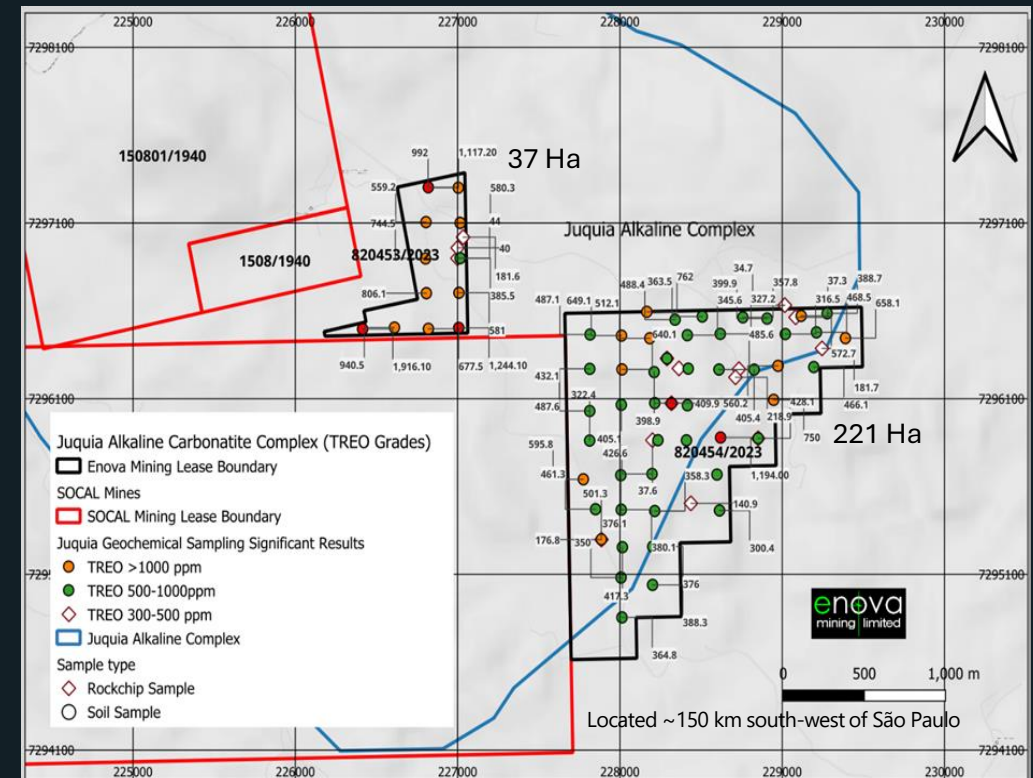 225000 226000 227000 228000 229000 230000
7298100 7298100
150801/1940
992 1,117.20 37 Ha
559.2 580.3
7297100 7297100
744.5 44
Juquia Alkaline Complex
1508/1940 820453/2023 40
181.6
806.1 385.5
581
940.5 1,916.10 677.5 1,244.10
34.7
488.4 363.5 762 399.9 357.8 37.3 388.7
487.1 649.1 512.1 345.6 327.2 316.5 468.5 658.1
640.1 485.6
572.7
432.1 181.7
322.4
7296100 7296100
487.6 409.9 560.2 428.1 466.1
398.9 405.4 218.9
595.8 405.1 750 221 Ha
426.6 820454/2023
461.3 358.3 1,194.00
501.3 37.6 140.9
376.1
176.8 350 380.1 300.4
7295100
417.3 376
388.3
364.8
Juquia Alkaline Carbonatite Complex (TREO Grades)
Enova Mining Lease Boundary
SOCAL Mines
SOCAL Mining Lease Boundary
Juquia Geochemical Sampling Significant Results
TREO >1000 ppm
TREO 500-1000ppm
TREO 300-500 ppm
Juquia Alkaline Complex
Sample type
Rockchip Sample
Soil Sample
enova
mining limited
0 500 1,000 m
Located ~150 km south-west of São Paulo
7294100 7294100
225000 226000 227000 228000 229000 230000